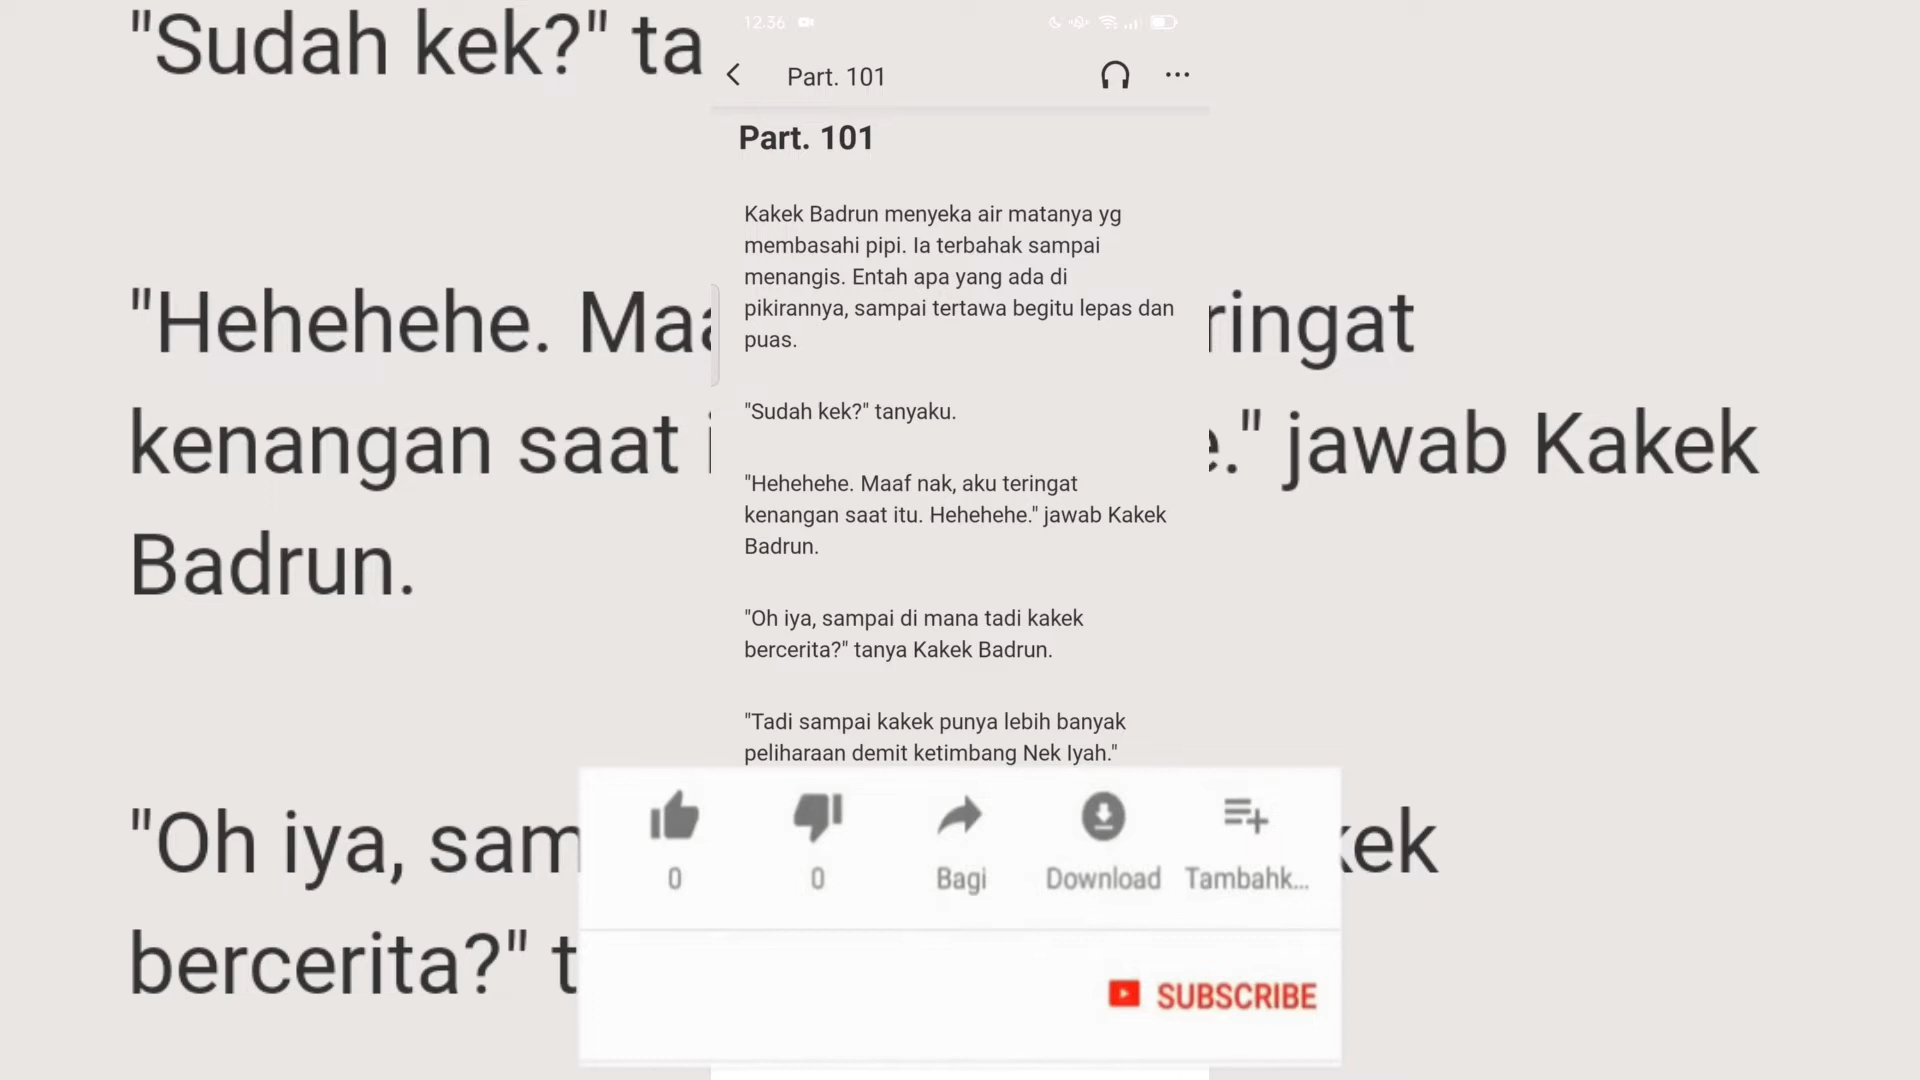 12.36
Part. 101
Part. 101
Kakek Badrun menyeka air matanya yg
membasahi pipi. Ia terbahak sampai
menangis. Entah apa yang ada di
pikirannya, sampai tertawa begitu lepas dan
puas.
"Sudah kek?" tanyaku.
"Hehehehe. Maaf nak, aku teringat
kenangan saat itu. Hehehehe." jawab Kakek
Badrun.
"Oh iya, sampai di mana tadi kakek
bercerita?" tanya Kakek Badrun.
"Tadi sampai kakek punya lebih banyak
peliharaan demit ketimbang Nek Iyah."
0 0 Bagi Download Tambahk...
SUBSCRIBE
"Sudah kek?" ta
"Hehehehe. Maa ringat
kenangan saat e." jawab Kakek
Badrun.
"Oh iya, sam kek
bercerita?" t